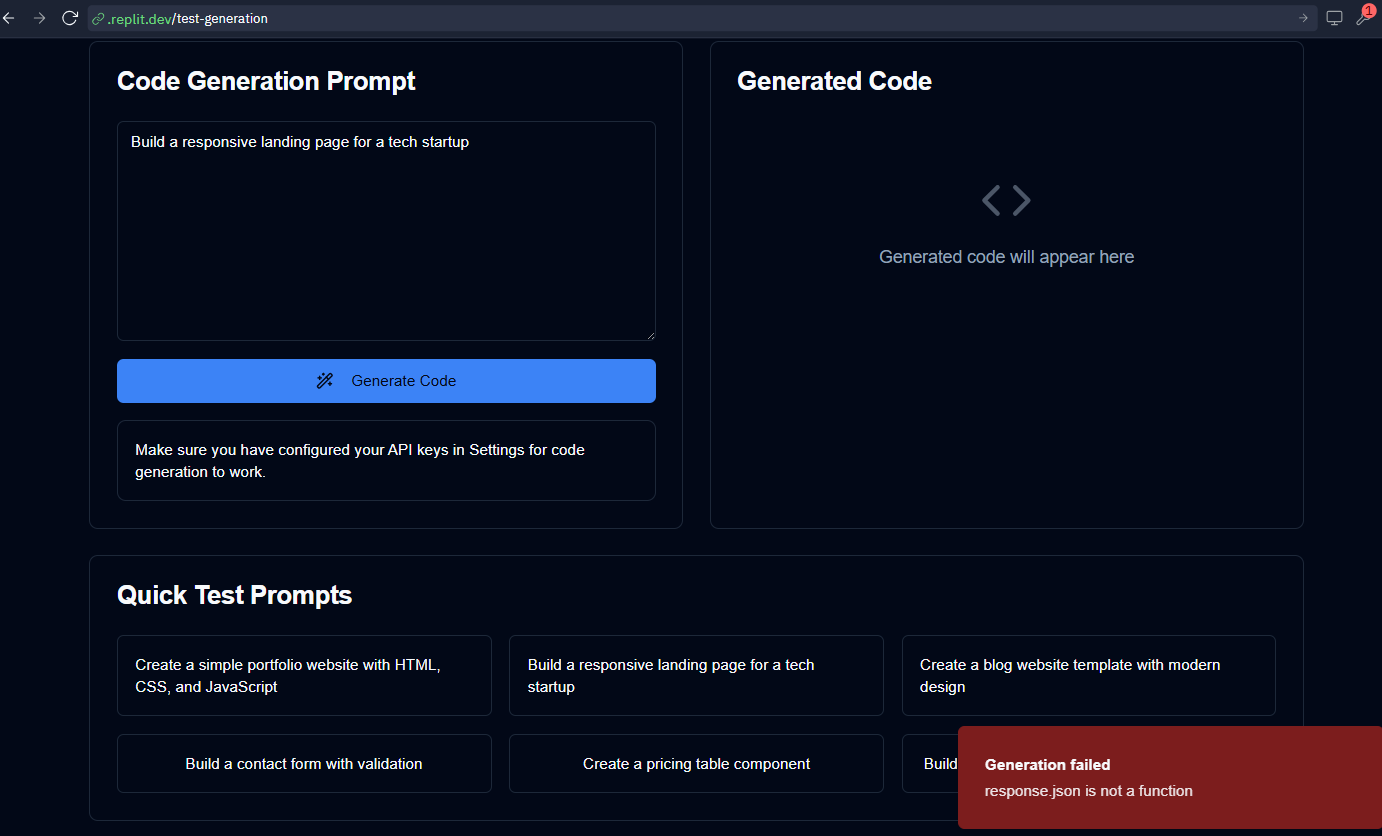 .replit.dev/test-generation
1
Code Generation Prompt
Build a responsive landing page for a tech startup
Generate Code
Make sure you have configured your API keys in Settings for code
generation to work.
Generated Code
Generated code will appear here
Quick Test Prompts
Create a simple portfolio website with HTML,
CSS, and JavaScript
Build a responsive landing page for a tech
startup
Create a blog website template with modern
design
Build a contact form with validation
Create a pricing table component
Build
Generation failed
response.json is not a function